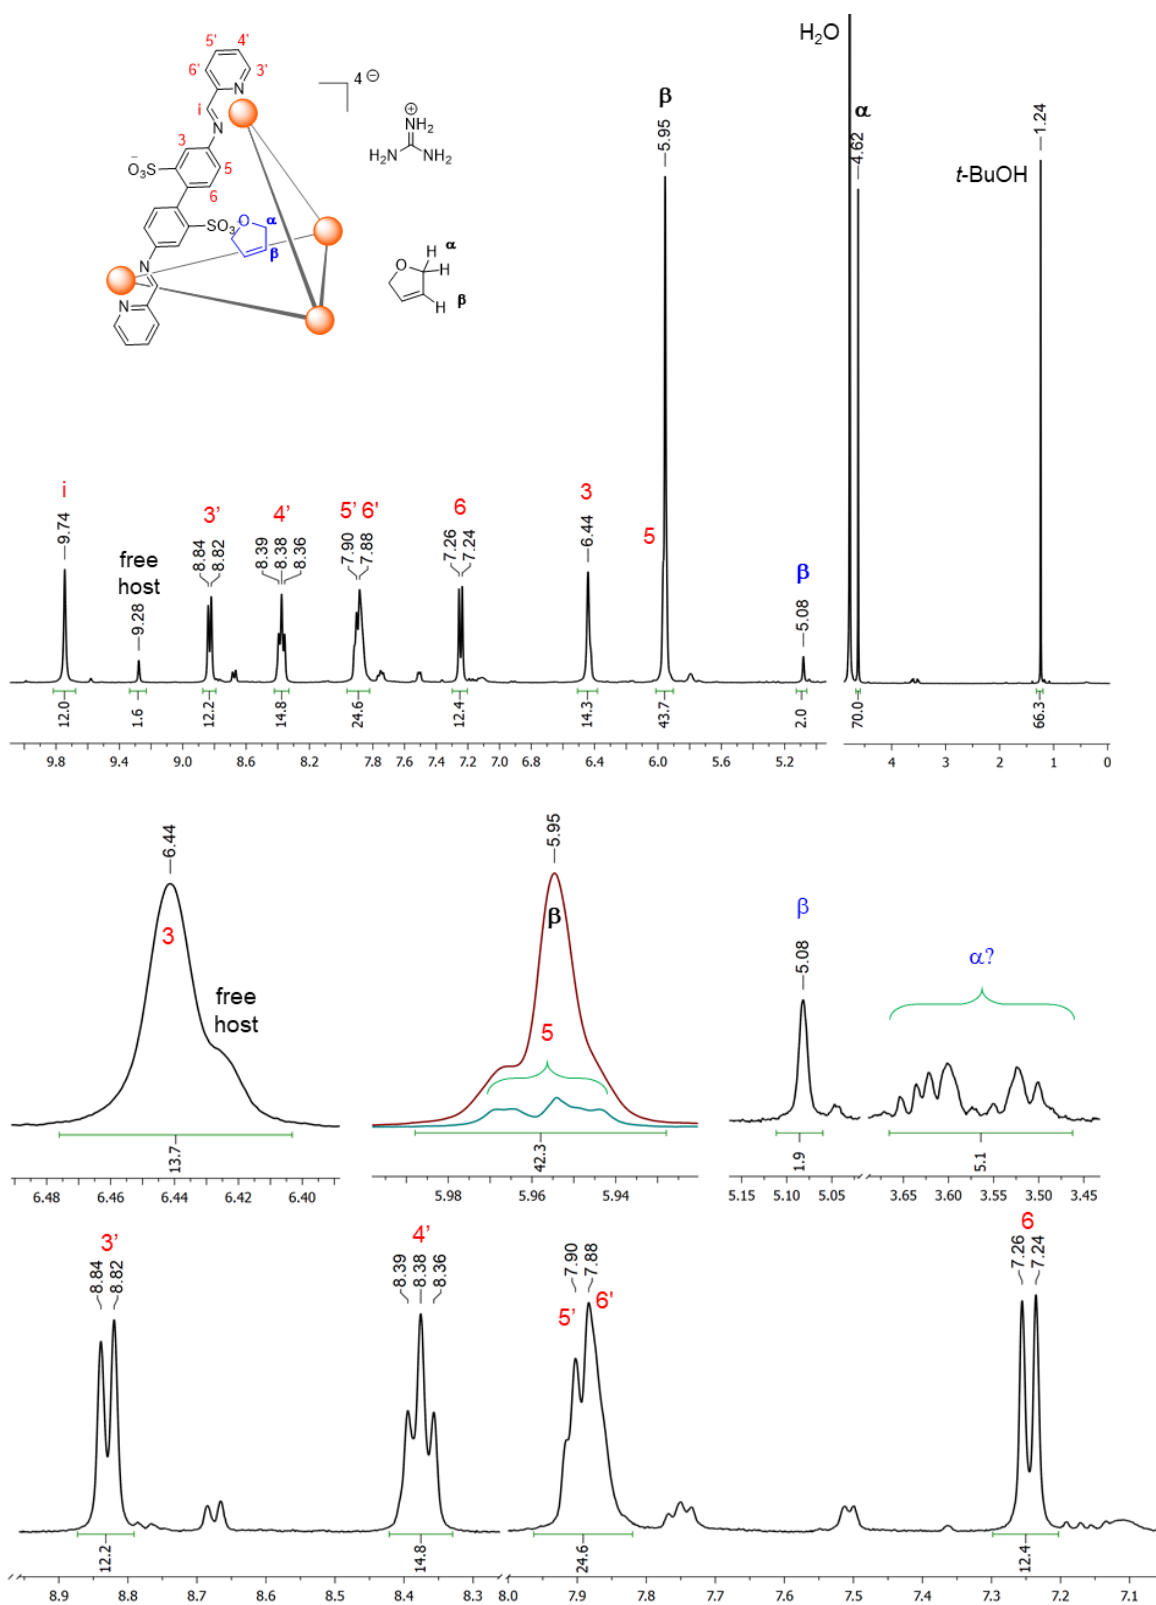 5' 4'
6' 3'
N
i
N
3
⁻O₃S
5
6
SO₃⁻
O α
β
N
N
4 ⊖
⊕
NH₂
H₂N NH₂
H α
O H
H β
H₂O
α
4.62
t-BuOH
1.24
β
5.95
i
9.74
free
host
9.28
3'
8.84
8.82
4'
8.39
8.38
8.36
5' 6'
7.90
7.88
6
7.26
7.24
3
6.44
5
β
5.08
12.0 1.6 12.2 14.8 24.6 12.4 14.3 43.7 2.0 70.0 66.3
9.8 9.4 9.0 8.6 8.2 7.8 7.5 7.2 7.0 6.8 6.4 6.0 5.6 5.2 4 3 2 1 0
6.44
3
free
host
13.7
6.48 6.46 6.44 6.42 6.40
5.95
β
5
42.3
5.98 5.96 5.94
β
5.08
α?
1.9 5.1
5.15 5.10 5.05 3.65 3.60 3.55 3.50 3.45
3'
8.84
8.82
4'
8.39
8.38
8.36
7.90
7.88
5' 6'
6
7.26
7.24
12.2 14.8 24.6 12.4
8.9 8.8 8.7 8.6 8.5 8.4 8.3 8.0 7.9 7.8 7.7 7.6 7.5 7.4 7.3 7.2 7.1